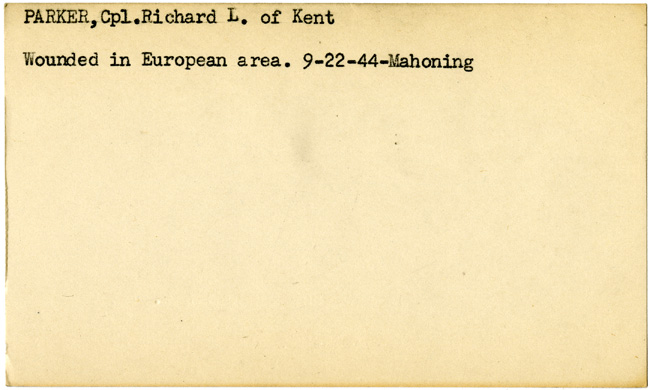 PARKER,Cpl.Richard L. of Kent
Wounded in European area. 9-22-44-Mahoning